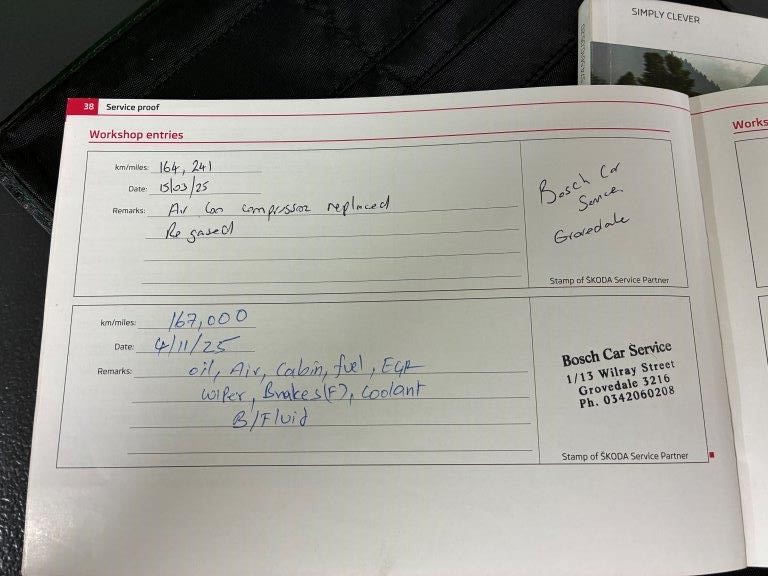 SIMPLY CLEVER
38 Service proof
Workshop entries
Works
km/miles: 164,241
Date: 15/03/25
Remarks: Air Con compressor replaced
Re gased
Bosch Car
Service
Grovedale
Stamp of ŠKODA Service Partner
km/miles: 167,000
Date: 4/11/25
Remarks: oil, Air, Cabin, fuel, EGR
wiper, Brakes(F), Coolant
B/Fluid
Bosch Car Service
1/13 Wilray Street
Grovedale 3216
Ph. 0342060208
Stamp of ŠKODA Service Partner